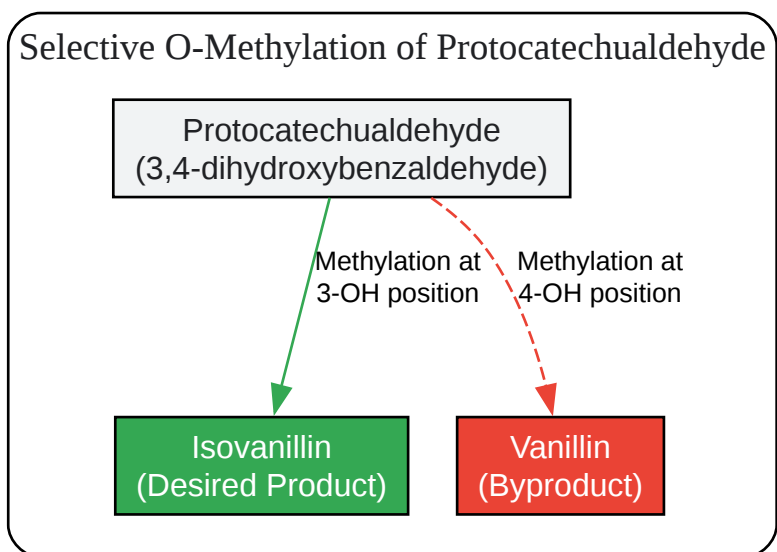 Selective O-Methylation of Protocatechualdehyde
Protocatechualdehyde
(3,4-dihydroxybenzaldehyde)
Methylation at
3-OH position
Methylation at
4-OH position
Isovanillin
(Desired Product)
Vanillin
(Byproduct)